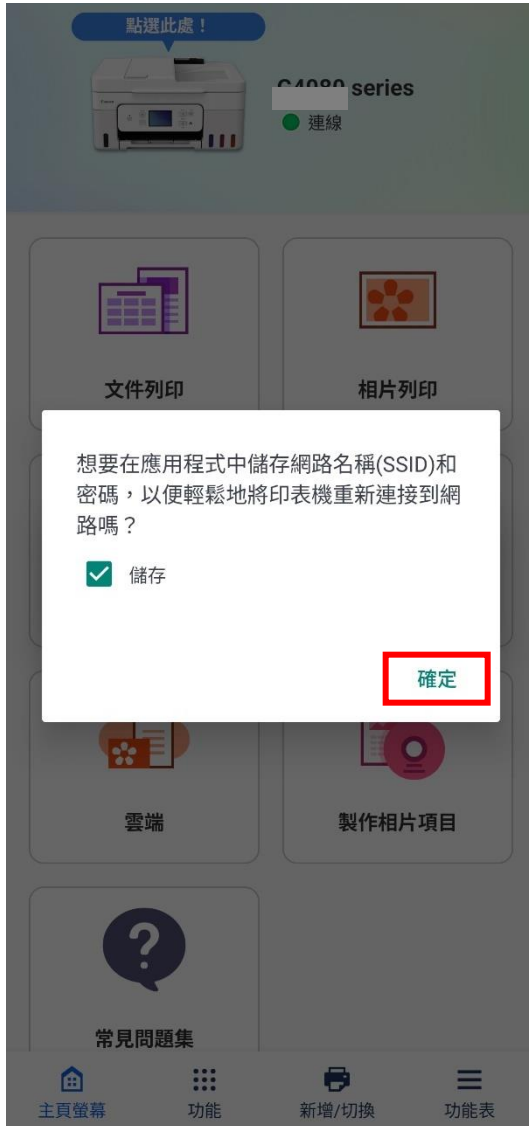 點選此處！
series
連線
文件列印
相片列印
想要在應用程式中儲存網路名稱(SSID)和
密碼，以便輕鬆地將印表機重新連接到網
路嗎？
儲存
確定
雲端
製作相片項目
常見問題集
主頁螢幕
功能
新增/切換
功能表